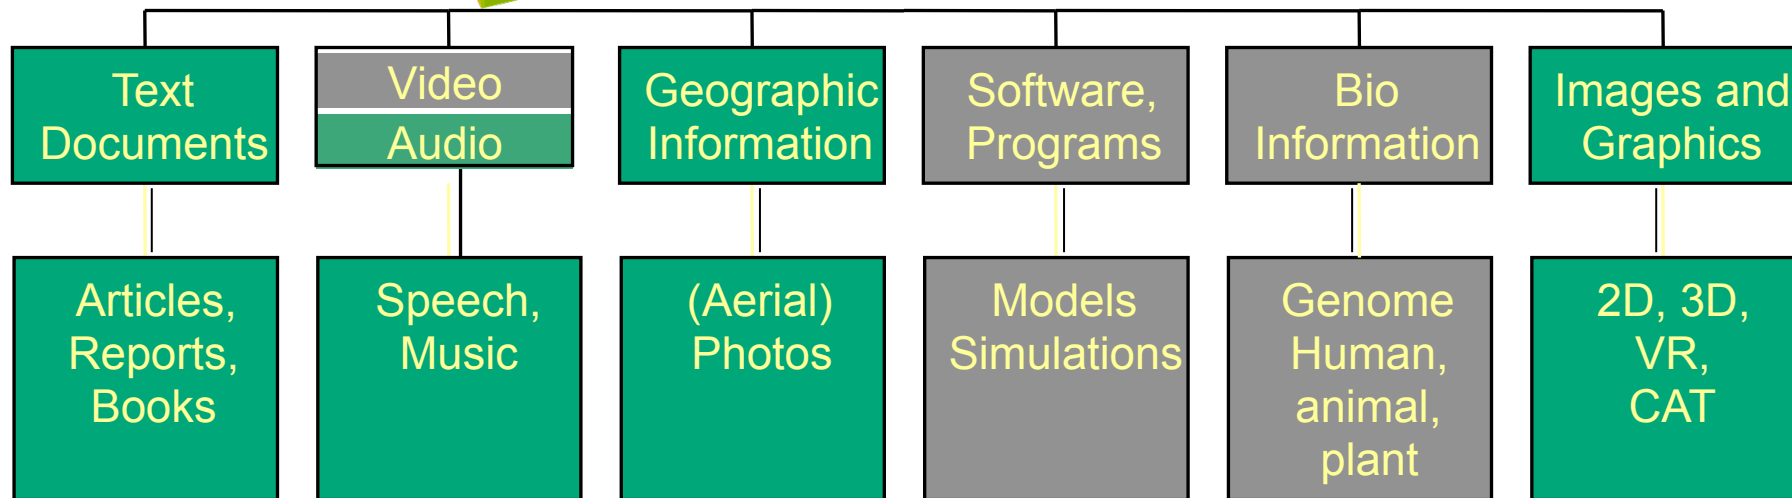 Text
Documents
Video
Audio
Geographic
Information
Software,
Programs
Bio
Information
Images and
Graphics
Articles,
Reports,
Books
Speech,
Music
(Aerial)
Photos
Models
Simulations
Genome
Human,
animal,
plant
2D, 3D,
VR,
CAT